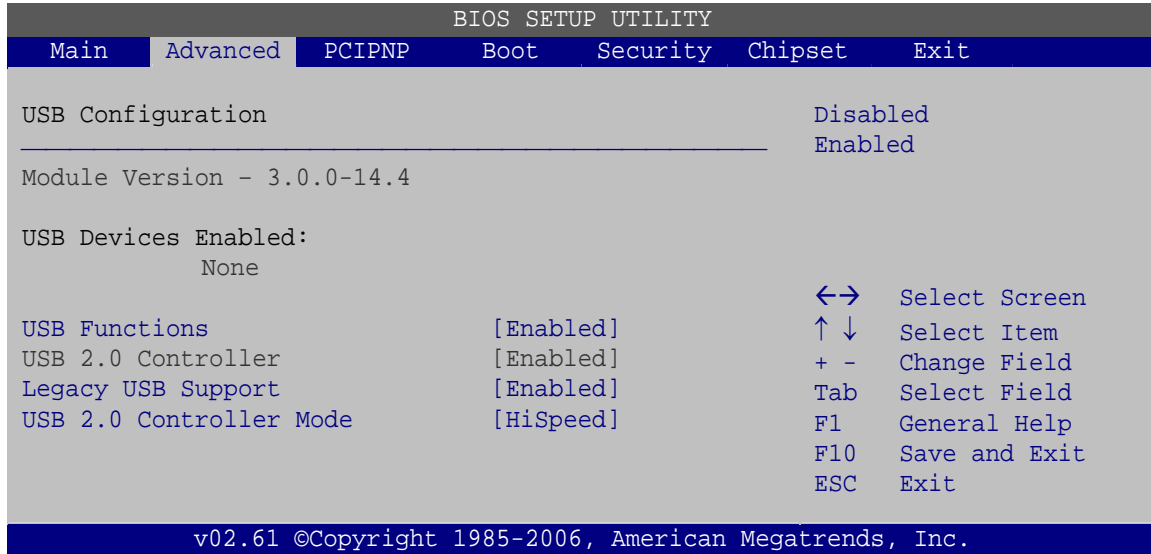 BIOS SETUP UTILITY
Main Advanced PCIPNP Boot Security Chipset Exit
USB Configuration
Module Version – 3.0.0-14.4
USB Devices Enabled:
None
USB Functions [Enabled]
USB 2.0 Controller [Enabled]
Legacy USB Support [Enabled]
USB 2.0 Controller Mode [HiSpeed]
Disabled
Enabled
←→ Select Screen
↑ ↓ Select Item
+ - Change Field
Tab Select Field
F1 General Help
F10 Save and Exit
ESC Exit
v02.61 ©Copyright 1985-2006, American Megatrends, Inc.